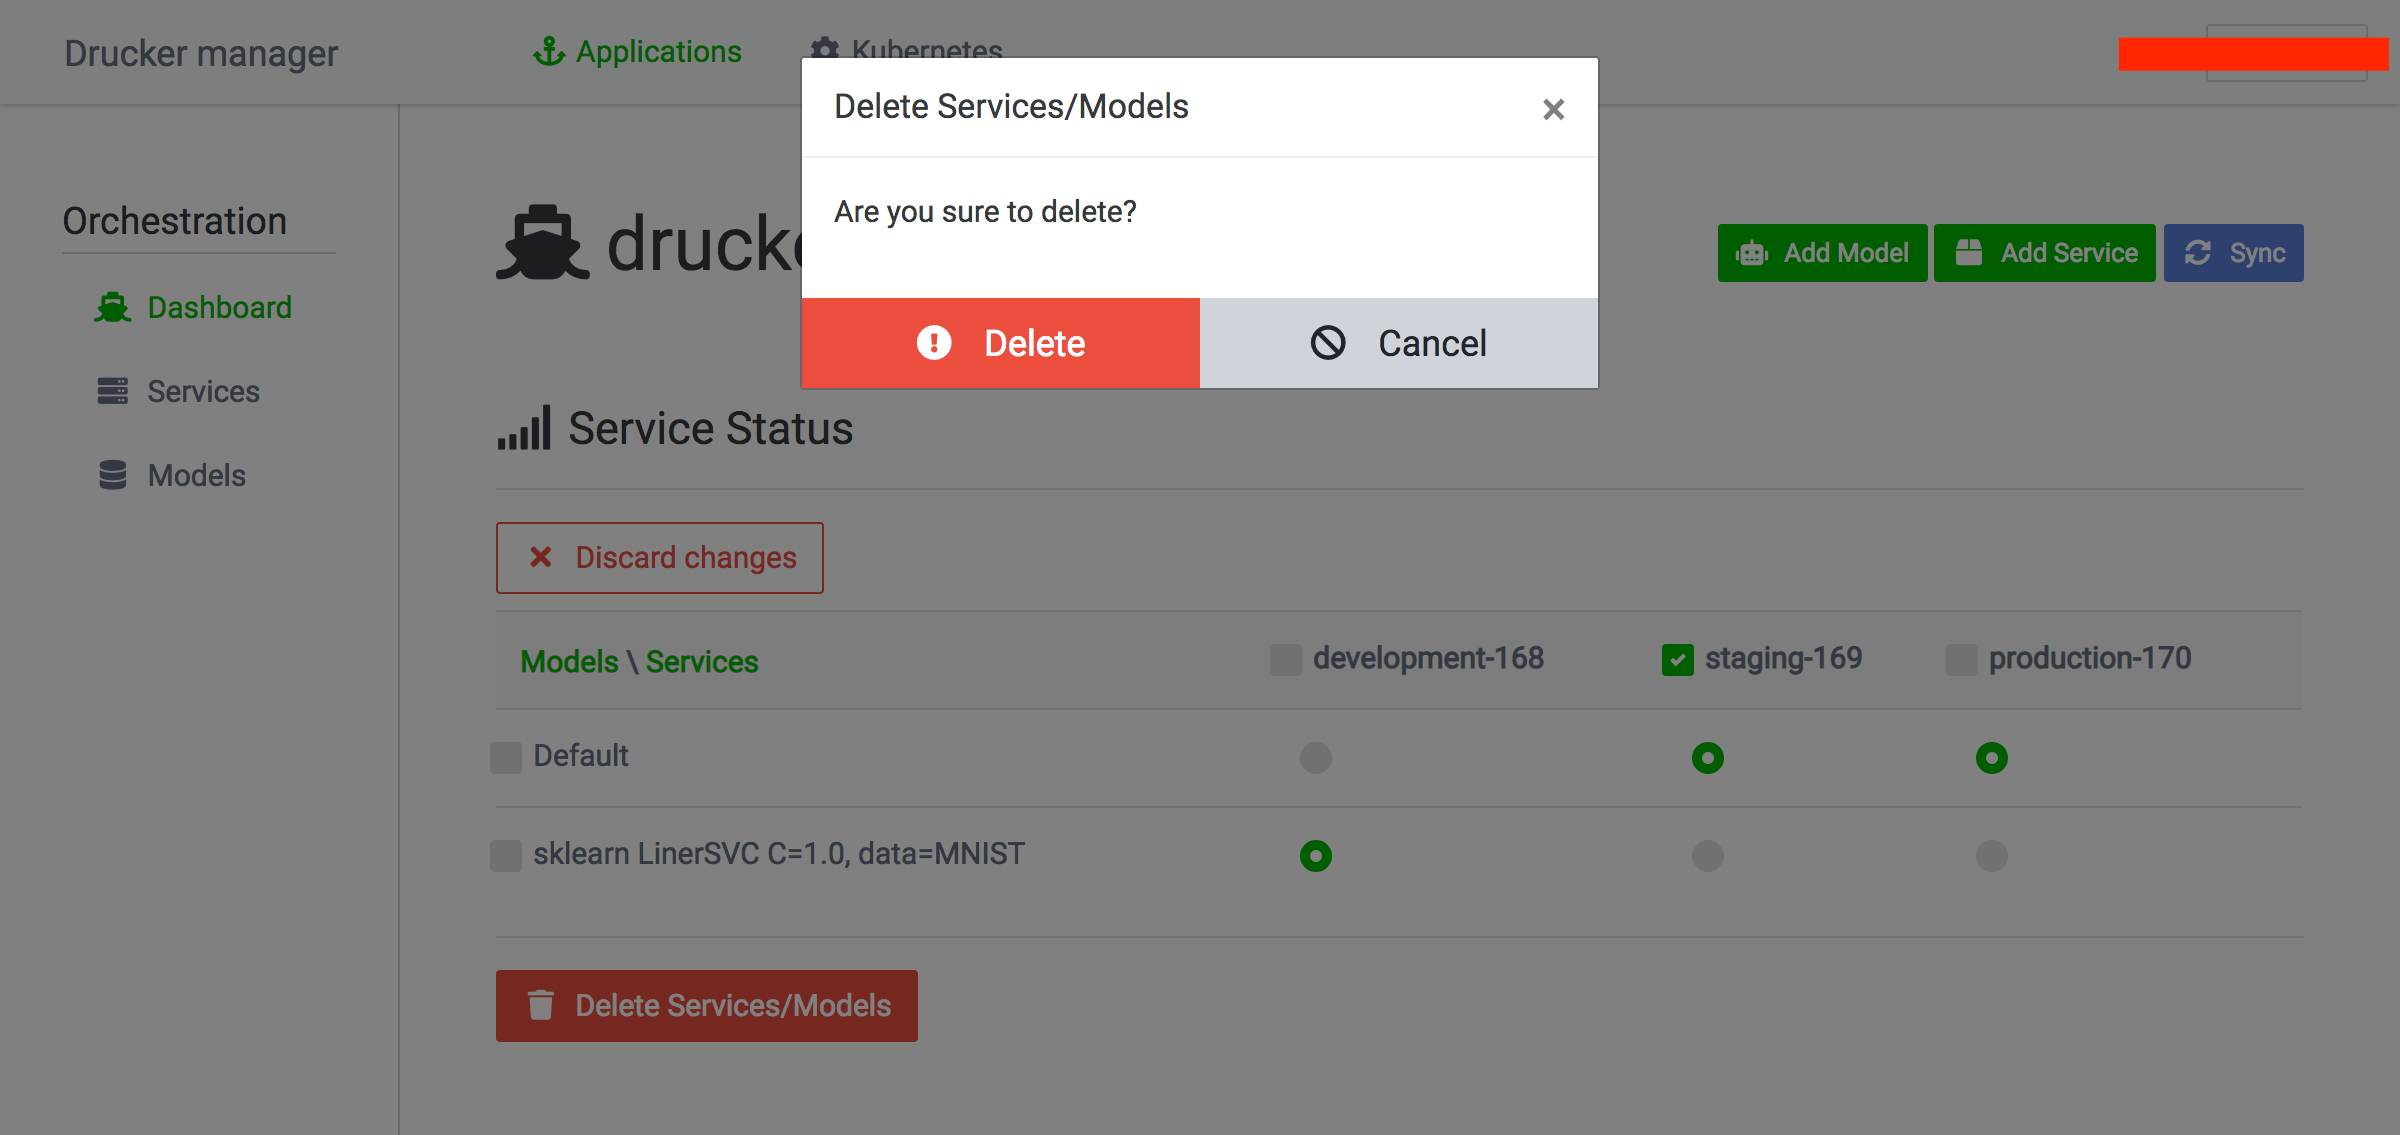 Drucker manager
Applications
Kubernetes
Delete Services/Models
Are you sure to delete?
Delete
Cancel
Orchestration
Dashboard
Services
Models
Add Model
Add Service
Sync
Service Status
Discard changes
Models \ Services
development-168
staging-169
production-170
Default
sklearn LinerSVC C=1.0, data=MNIST
Delete Services/Models